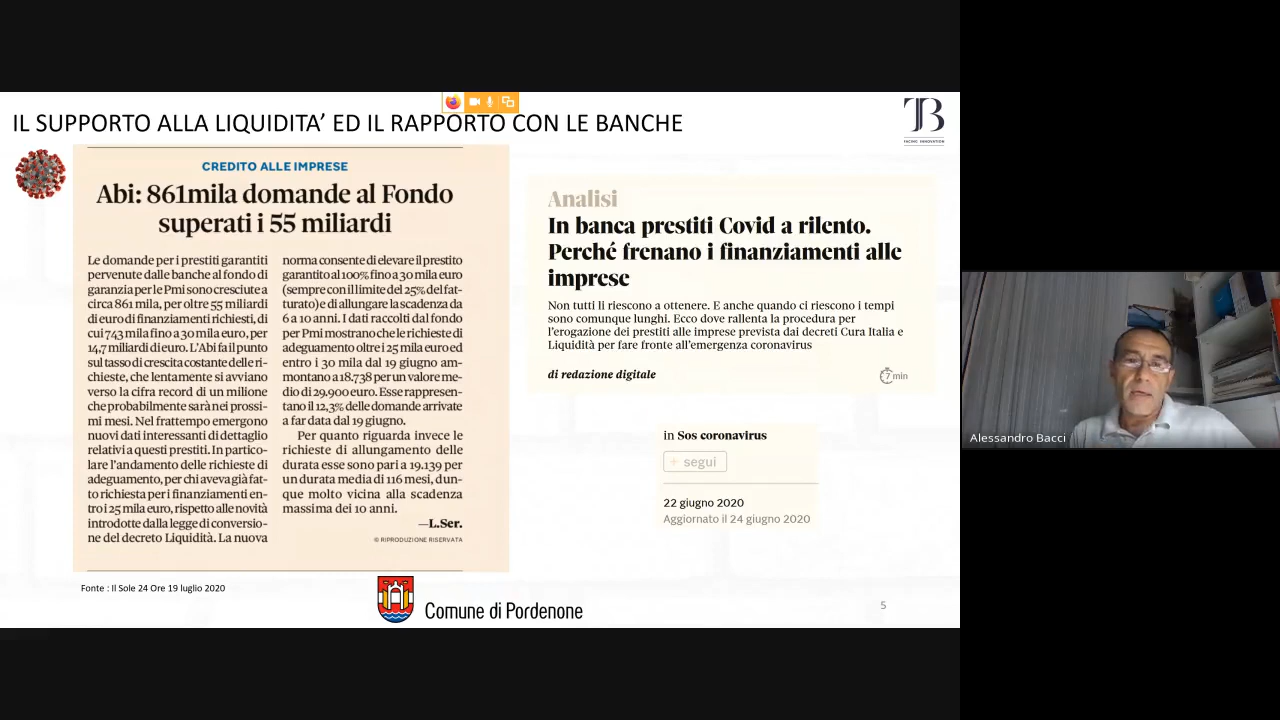 IL SUPPORTO ALLA LIQUIDITA’ ED IL RAPPORTO CON LE BANCHE
TB
FACING INNOVATION
CREDITO ALLE IMPRESE
Abi: 861mila domande al Fondo
superati i 55 miliardi
Le domande per i prestiti garantiti
pervenute dalle banche al fondo di
garanzia per le Pmi sono cresciute a
circa 861 mila, per oltre 55 miliardi
di euro di finanziamenti richiesti, di
cui 743 mila fino a 30 mila euro, per
14,7 miliardi di euro. L’Abi fa il punto
sul tasso di crescita costante delle ri-
chieste, che lentamente si avviano
verso la cifra record di un milione
che probabilmente sarà nei prossi-
mi mesi. Nel frattempo emergono
nuovi dati interessanti di dettaglio
relativi a questi prestiti. In partico-
lare l’andamento delle richieste di
adeguamento, per chi aveva già fat-
to richiesta per i finanziamenti en-
tro i 25 mila euro, rispetto alle novità
introdotte dalla legge di conversio-
ne del decreto Liquidità. La nuova
norma consente di elevare il prestito
garantito al 100% fino a 30 mila euro
(sempre con il limite del 25% del fat-
turato) e di allungare la scadenza da
6 a 10 anni. I dati raccolti dal fondo
per Pmi mostrano che le richieste di
adeguamento oltre i 25 mila euro ed
entro i 30 mila dal 19 giugno am-
montano a 18.738 per un valore me-
dio di 29.900 euro. Esse rappresen-
tano il 12,3% delle domande arrivate
a far data dal 19 giugno.
Per quanto riguarda invece le
richieste di allungamento delle
durata esse sono pari a 19.139 per
un durata media di 116 mesi, dun-
que molto vicina alla scadenza
massima dei 10 anni.
—L.Ser.
© RIPRODUZIONE RISERVATA
Fonte : Il Sole 24 Ore 19 luglio 2020
Analisi
In banca prestiti Covid a rilento.
Perché frenano i finanziamenti alle
imprese
Non tutti li riescono a ottenere. E anche quando ci riescono i tempi
sono comunque lunghi. Ecco dove rallenta la procedura per
l’erogazione dei prestiti alle imprese prevista dai decreti Cura Italia e
Liquidità per fare fronte all’emergenza coronavirus
di redazione digitale
7 min
in Sos coronavirus
+ segui
22 giugno 2020
Aggiornato il 24 giugno 2020
Comune di Pordenone
5
Alessandro Bacci